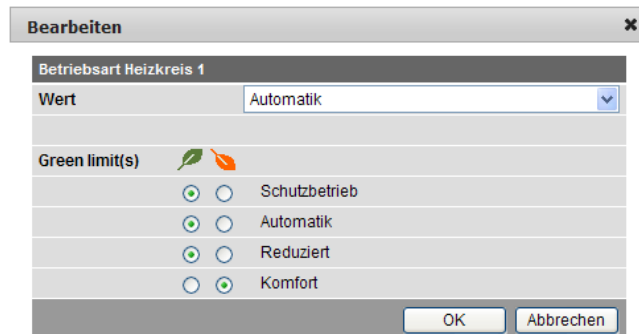 Bearbeiten
Betriebsart Heizkreis 1
Wert Automatik
Green limit(s)
Schutzbetrieb
Automatik
Reduziert
Komfort
OK Abbrechen